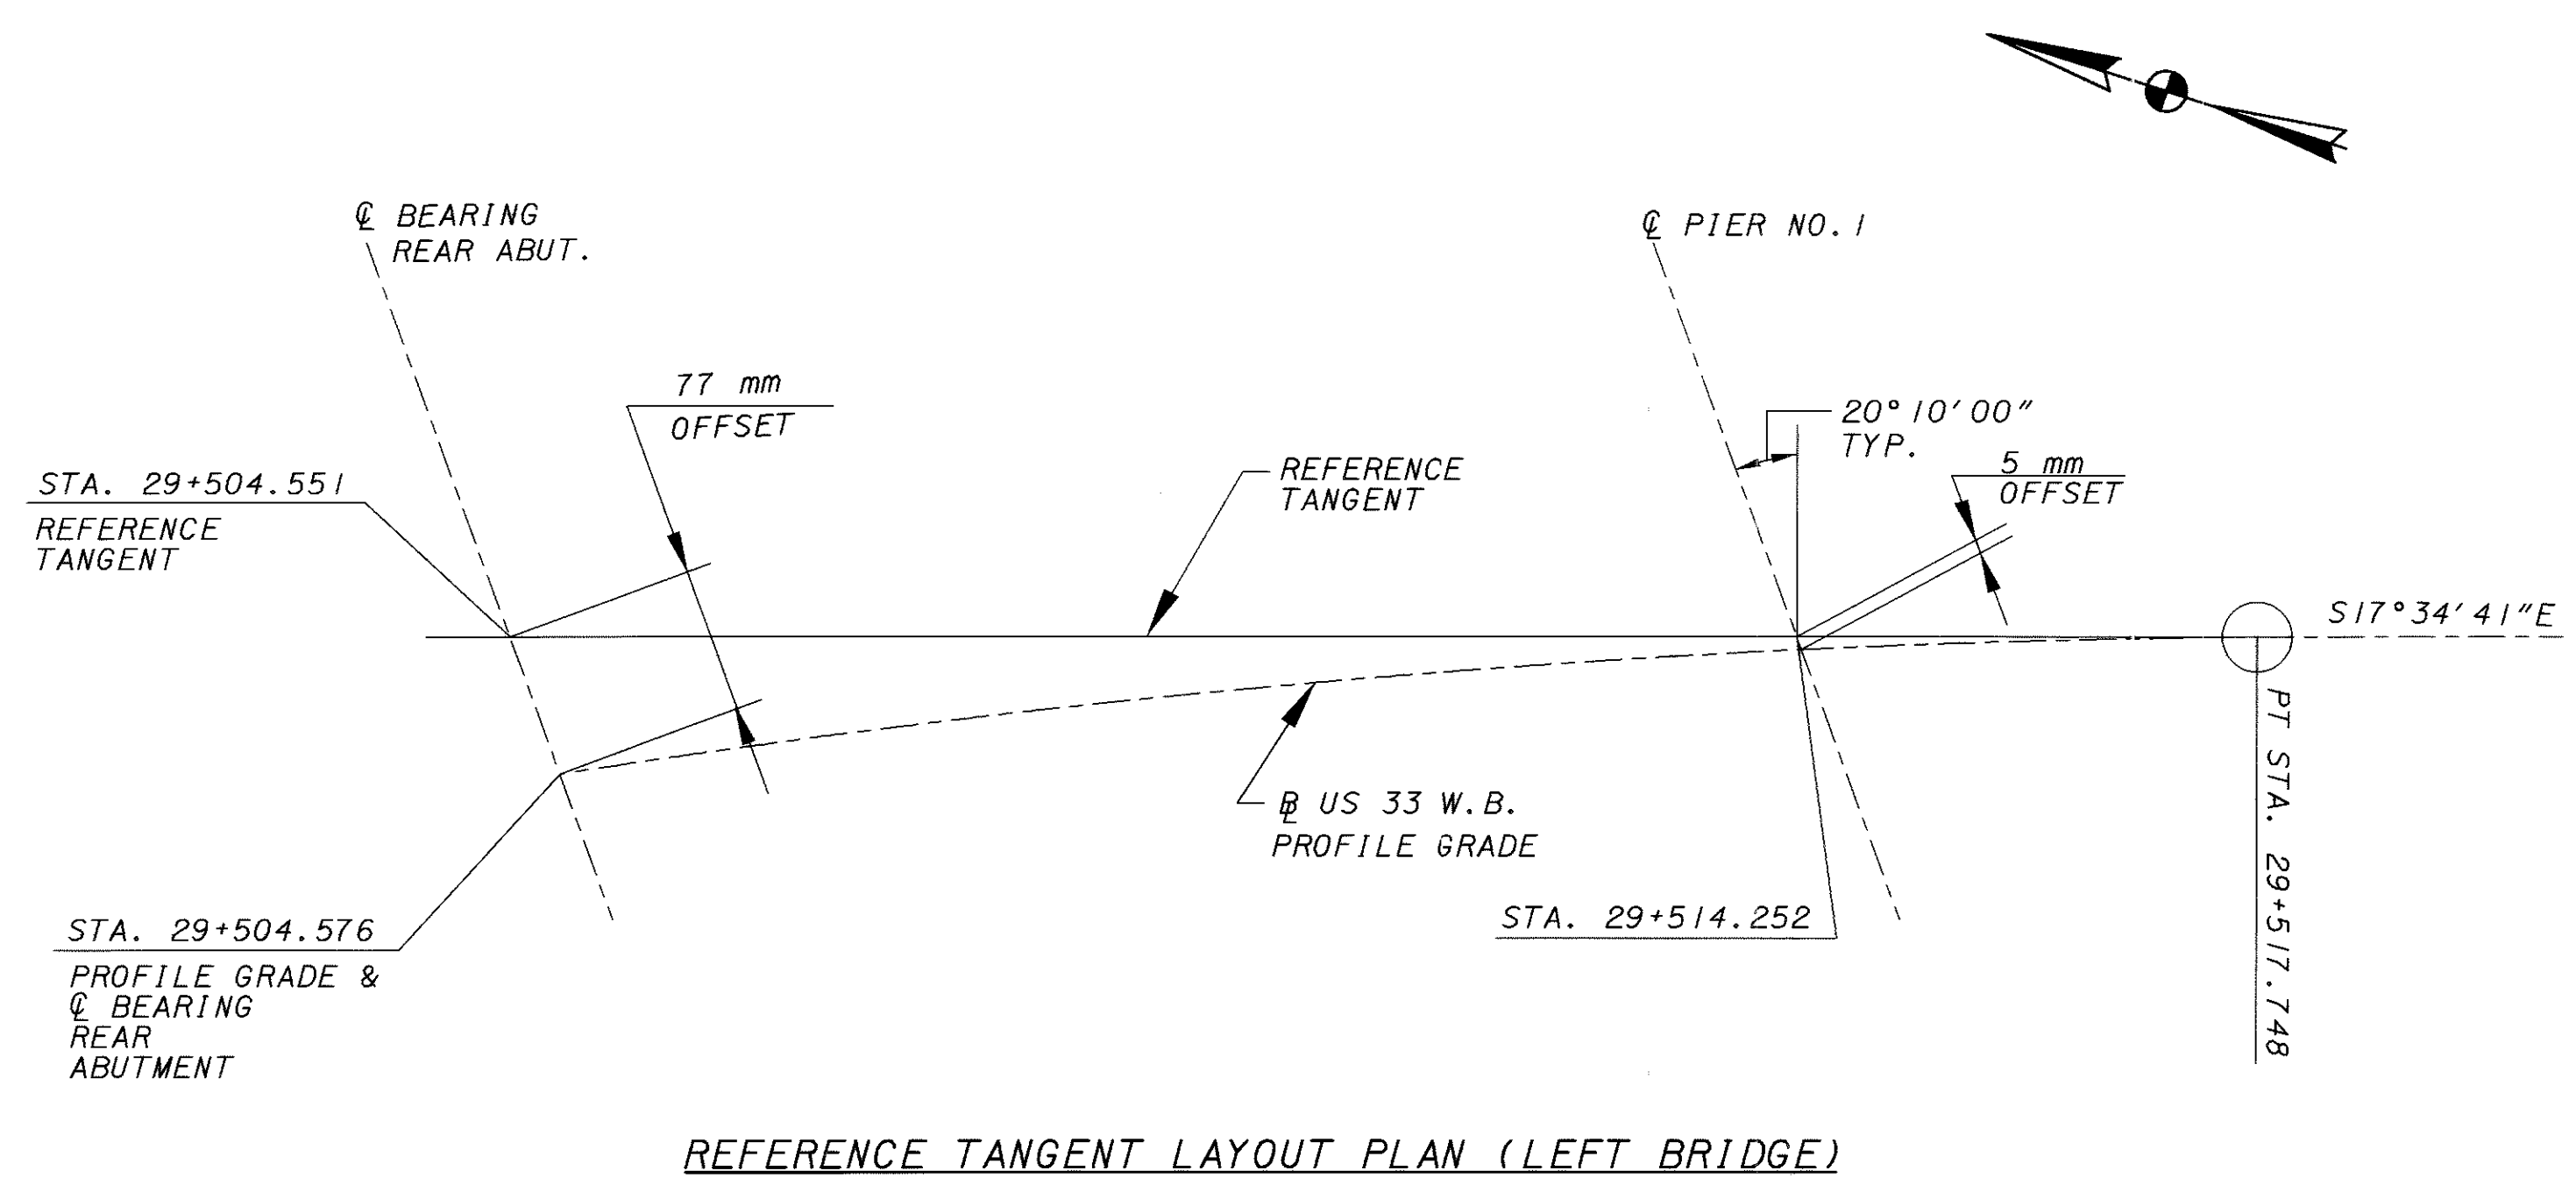 ℄ BEARING
REAR ABUT.
℄ PIER NO. 1
77 mm
OFFSET
20°10'00"
TYP.
5 mm
OFFSET
REFERENCE
TANGENT
STA. 29+504.551
REFERENCE
TANGENT
S17°34'41"E
PT STA. 29+517.748
℄ US 33 W.B.
PROFILE GRADE
STA. 29+514.252
STA. 29+504.576
PROFILE GRADE &
℄ BEARING
REAR
ABUTMENT
REFERENCE TANGENT LAYOUT PLAN (LEFT BRIDGE)